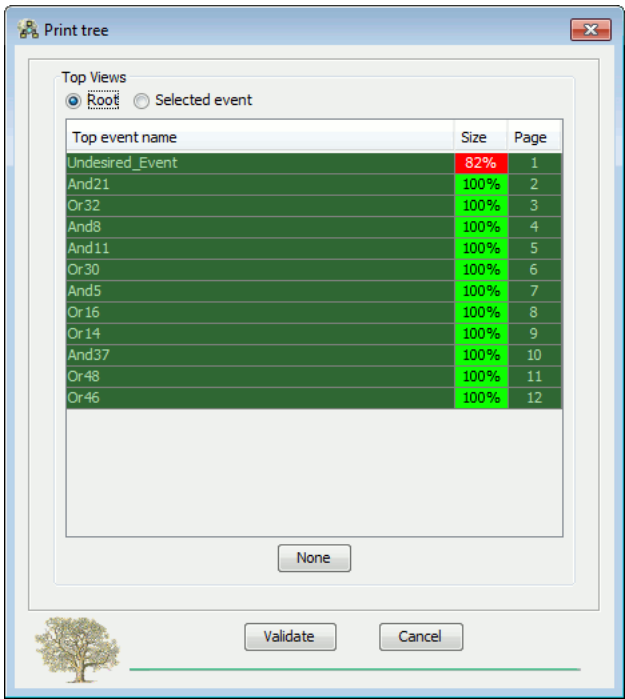 Print tree
Top Views
Root Selected event
Top event name Size Page
Undesired_Event 82% 1
And21 100% 2
Or32 100% 3
And8 100% 4
And11 100% 5
Or30 100% 6
And5 100% 7
Or16 100% 8
Or14 100% 9
And37 100% 10
Or48 100% 11
Or46 100% 12
None
Validate Cancel